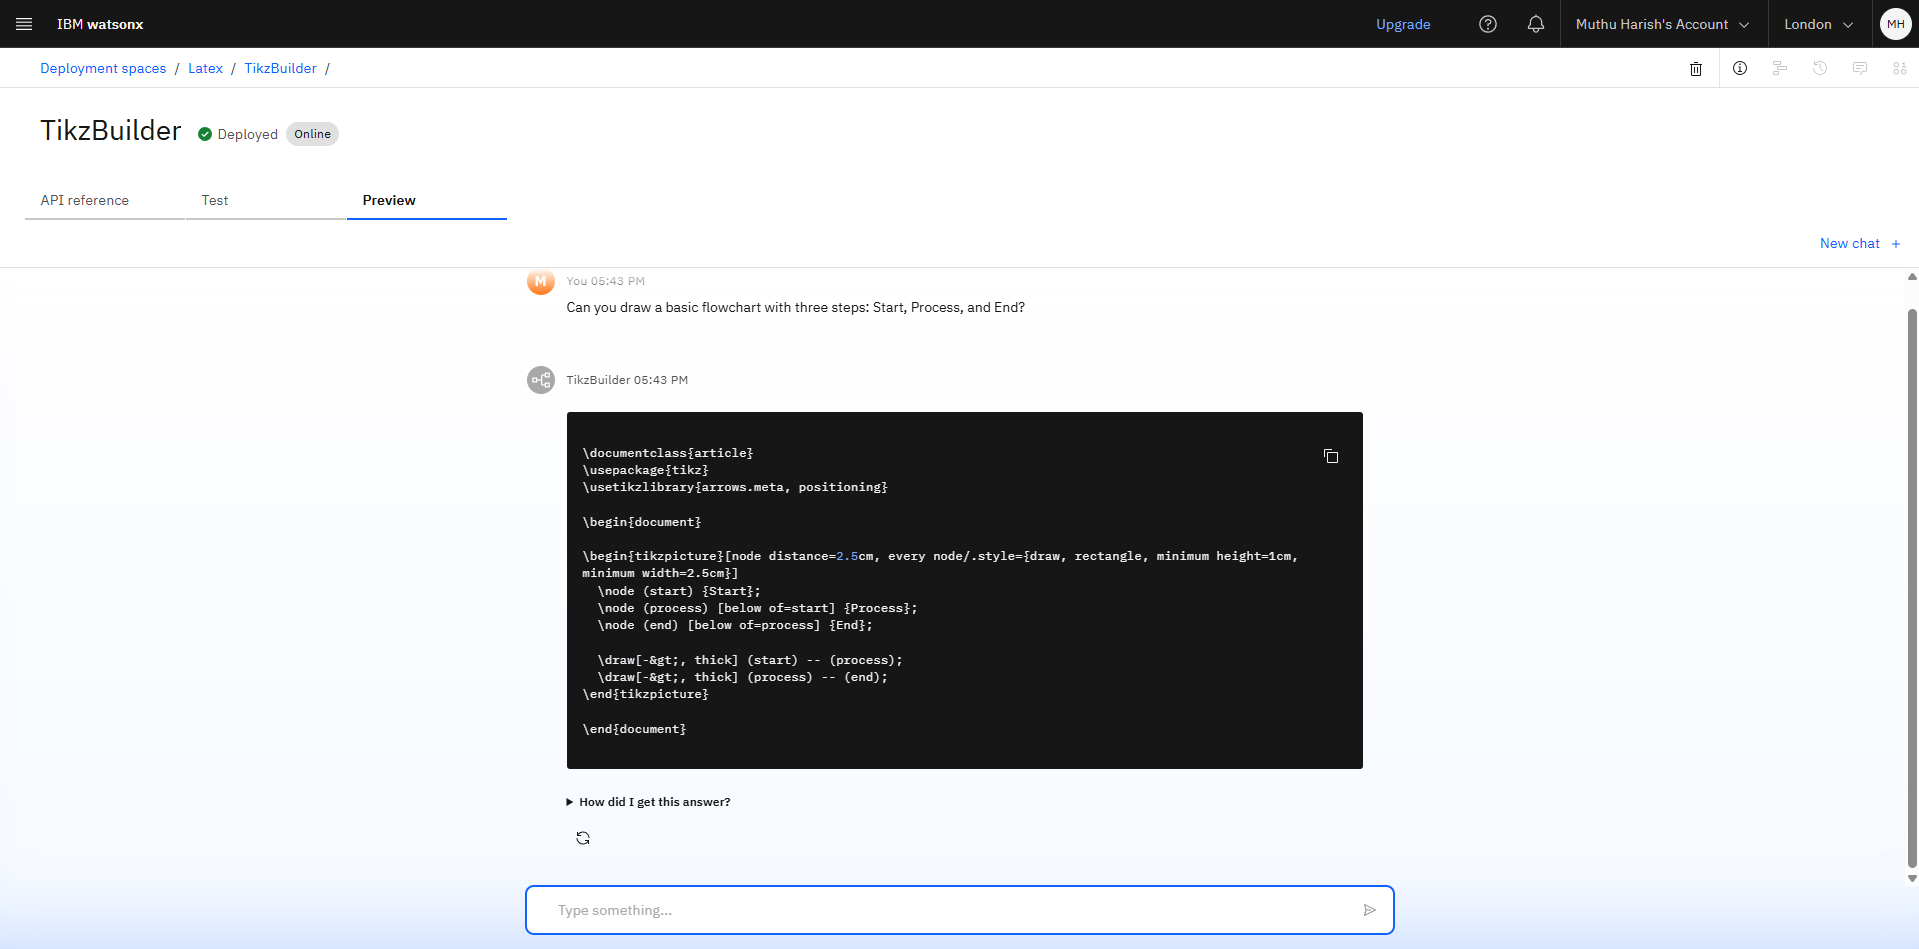 IBM watsonx
Upgrade
Muthu Harish's Account
London
MH
Deployment spaces / Latex / TikzBuilder /
TikzBuilder
Deployed
Online
API reference
Test
Preview
New chat +
M
You 05:43 PM
Can you draw a basic flowchart with three steps: Start, Process, and End?
TikzBuilder 05:43 PM
\documentclass{article}
\usepackage{tikz}
\usetikzlibrary{arrows.meta, positioning}
\begin{document}
\begin{tikzpicture}[node distance=2.5cm, every node/.style={draw, rectangle, minimum height=1cm,
minimum width=2.5cm}]
\node (start) {Start};
\node (process) [below of=start] {Process};
\node (end) [below of=process] {End};
\draw[-&gt;, thick] (start) -- (process);
\draw[-&gt;, thick] (process) -- (end);
\end{tikzpicture}
\end{document}
How did I get this answer?
Type something...